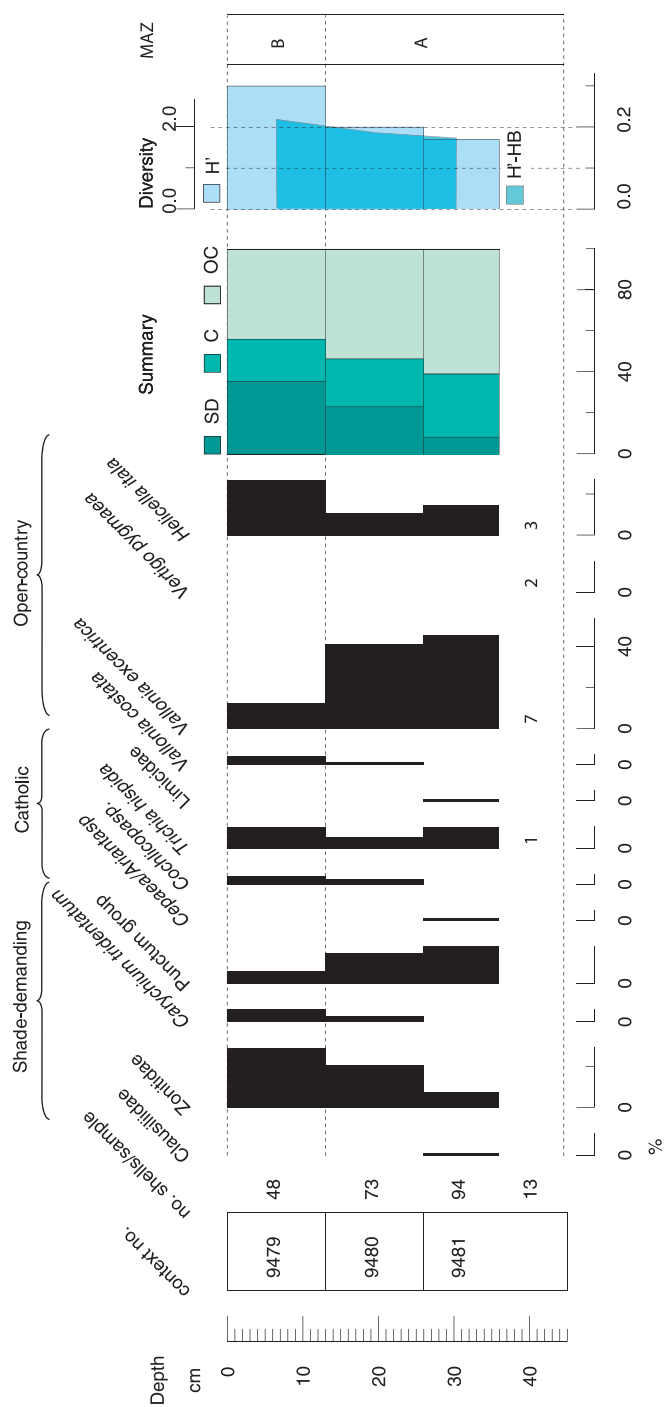 Shade-demanding
Catholic
Open-country
context no.
no. shells/sample
Clausiliidae
Zonitidae
Carychium tridentatum
Punctum group
Cepaea/Ariantasp
Cochlicopasp.
Trichia hispida
Limicidae
Vallonia costata
Vallonia excentrica
Vertigo pygmaea
Helicella itala
Summary
SD
C
OC
Diversity
0.0 2.0
H'
H'-HB
MAZ
Depth
cm
0
10
20
30
40
9479 48 B
9480 73 A
9481 94
13 1 7 2 3
0 0 0 0 0 0 0 0 0 0 40 0 0 0 40 80 0.0 0.2
%